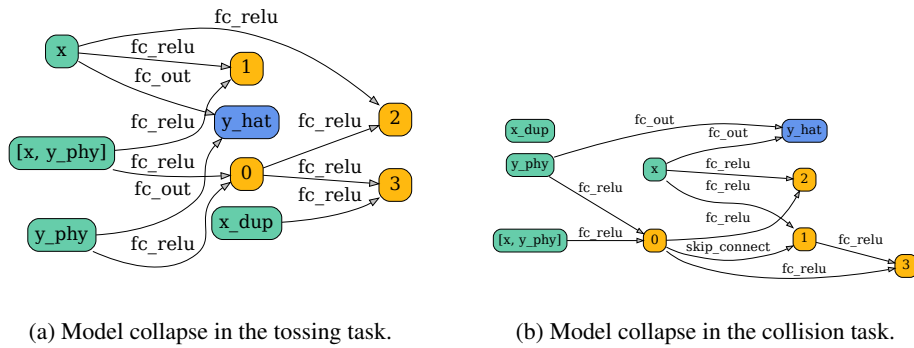 fc_relu
x
fc_relu
1
fc_out
fc_relu
y_hat
fc_relu
2
[x, y_phy]
fc_relu
0
fc_relu
3
fc_out
fc_relu
y_phy
fc_relu
x_dup
(a) Model collapse in the tossing task.
x_dup
fc_out
y_hat
fc_out
y_phy
x
fc_relu
2
fc_relu
fc_relu
fc_relu
[x, y_phy]
fc_relu
0
skip_connect
1
fc_relu
fc_relu
3
(b) Model collapse in the collision task.